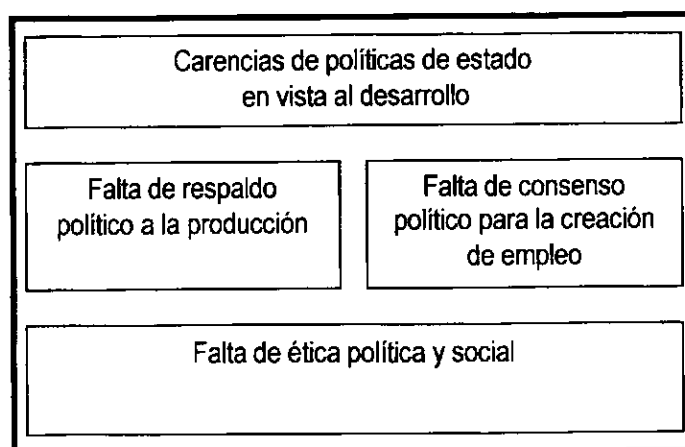 Carencias de políticas de estado
en vista al desarrollo
Falta de respaldo
político a la producción
Falta de consenso
político para la creación
de empleo
Falta de ética política y social